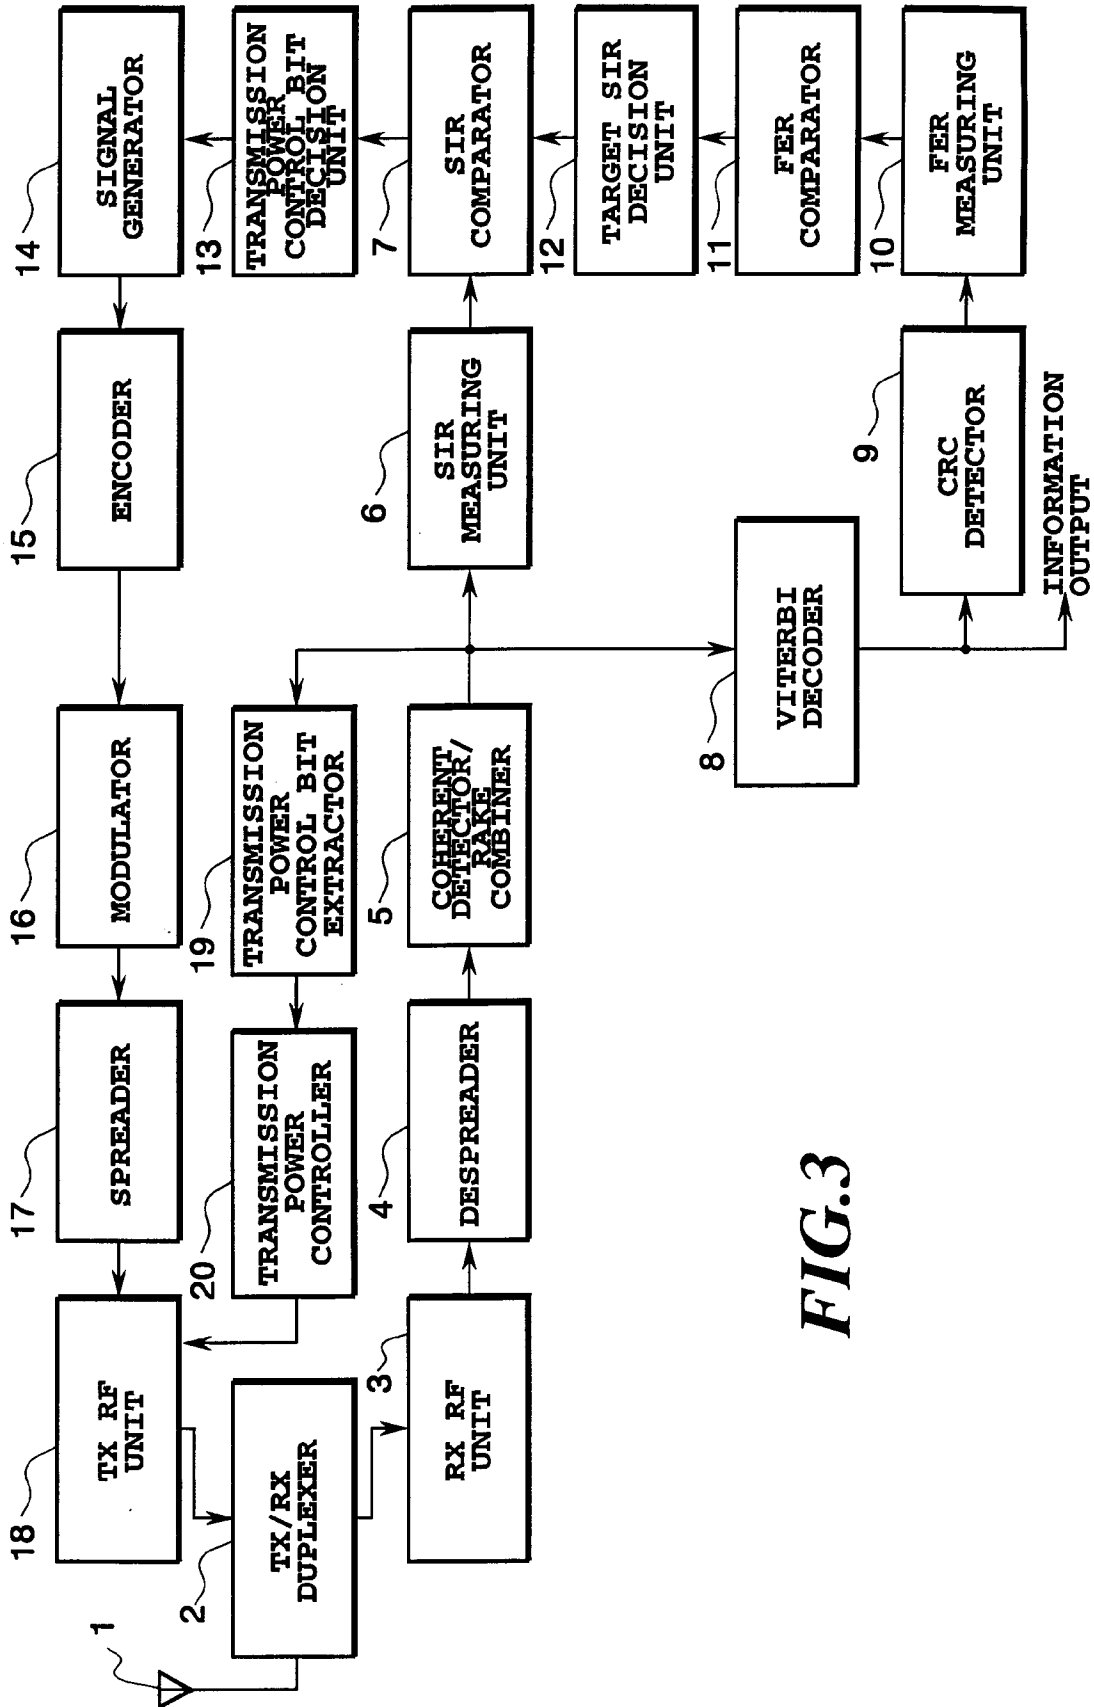 1
2
TX/RX
DUPLEXER
18
TX RF
UNIT
17
SPREADER
16
MODULATOR
15
ENCODER
14
SIGNAL
GENERATOR
20
TRANSMISSION
POWER
CONTROLLER
19
TRANSMISSION
POWER
CONTROL BIT
EXTRACTOR
13
TRANSMISSION
POWER
CONTROL BIT
DECISION
UNIT
3
RX RF
UNIT
4
DESPREADER
5
COHERENT
DETECTOR/
RAKE
COMBINER
6
SIR
MEASURING
UNIT
7
SIR
COMPARATOR
12
TARGET SIR
DECISION
UNIT
8
VITERBI
DECODER
11
FER
COMPARATOR
9
CRC
DETECTOR
10
FER
MEASURING
UNIT
INFORMATION
OUTPUT
FIG.3